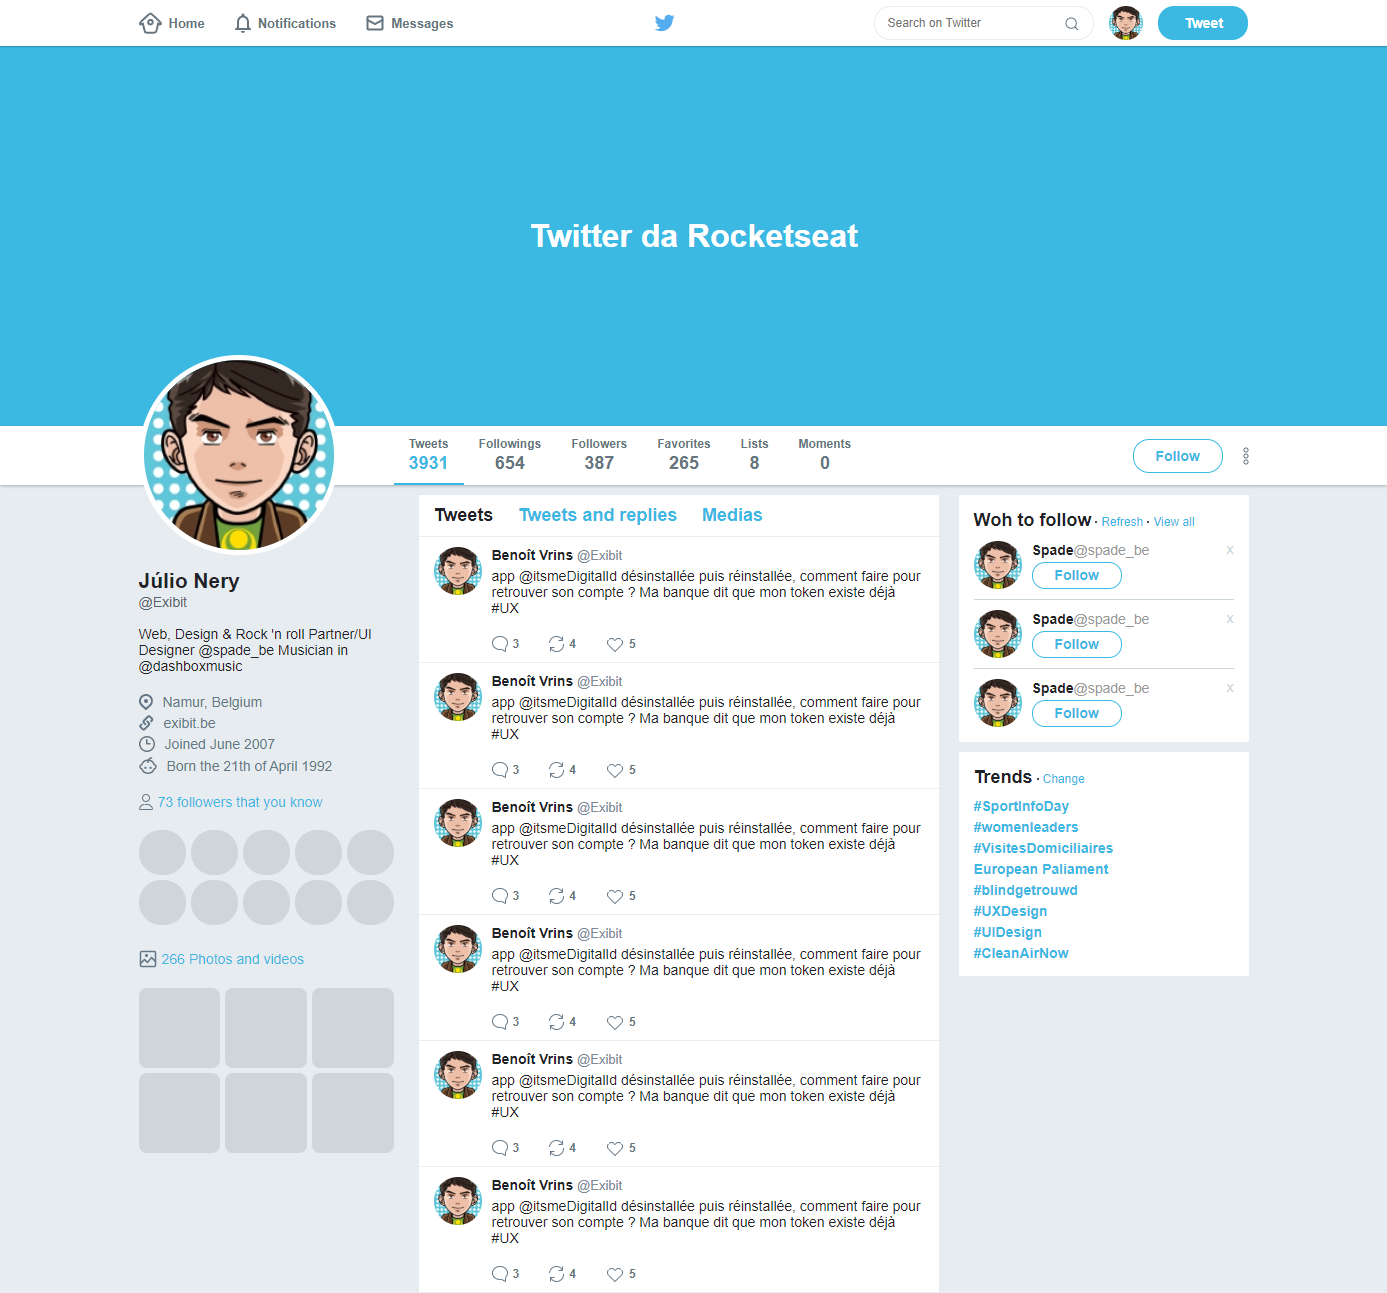 Home Notifications Messages Search on Twitter Tweet
Twitter da Rocketseat
Tweets Followings Followers Favorites Lists Moments
3931 654 387 265 8 0
Follow
Júlio Nery
@Exibit
Web, Design & Rock 'n roll Partner/UI
Designer @spade_be Musician in
@dashboxmusic
Namur, Belgium
exibit.be
Joined June 2007
Born the 21th of April 1992
73 followers that you know
266 Photos and videos
Tweets Tweets and replies Medias
Benoît Vrins @Exibit
app @itsmeDigitalId désinstallée puis réinstallée, comment faire pour
retrouver son compte ? Ma banque dit que mon token existe déjà
#UX
3 4 5
Benoît Vrins @Exibit
app @itsmeDigitalId désinstallée puis réinstallée, comment faire pour
retrouver son compte ? Ma banque dit que mon token existe déjà
#UX
3 4 5
Benoît Vrins @Exibit
app @itsmeDigitalId désinstallée puis réinstallée, comment faire pour
retrouver son compte ? Ma banque dit que mon token existe déjà
#UX
3 4 5
Benoît Vrins @Exibit
app @itsmeDigitalId désinstallée puis réinstallée, comment faire pour
retrouver son compte ? Ma banque dit que mon token existe déjà
#UX
3 4 5
Benoît Vrins @Exibit
app @itsmeDigitalId désinstallée puis réinstallée, comment faire pour
retrouver son compte ? Ma banque dit que mon token existe déjà
#UX
3 4 5
Benoît Vrins @Exibit
app @itsmeDigitalId désinstallée puis réinstallée, comment faire pour
retrouver son compte ? Ma banque dit que mon token existe déjà
#UX
3 4 5
Woh to follow · Refresh · View all
Spade@spade_be x
Follow
Spade@spade_be x
Follow
Spade@spade_be x
Follow
Trends · Change
#SportInfoDay
#womenleaders
#VisitesDomiciliaires
European Paliament
#blindgetrouwd
#UXDesign
#UIDesign
#CleanAirNow